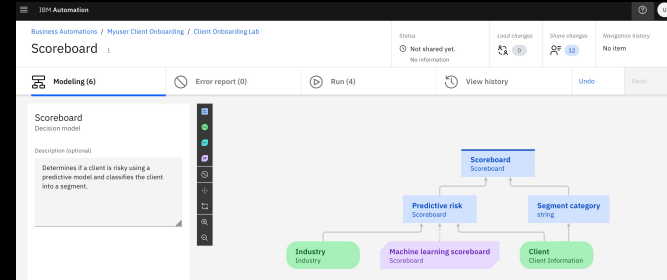 IBM Automation
U
Business Automations / Myuser Client Onboarding / Client Onboarding Lab
Scoreboard
Status
Not shared yet.
No information
Load changes
0
Share changes
12
Navigation history
No item
Modeling (6)
Error report (0)
Run (4)
View history
Undo
Redo
Scoreboard
Decision model
Description (optional)
Determines if a client is risky using a
predictive model and classifies the client
into a segment.
Scoreboard
Scoreboard
Predictive risk
Scoreboard
Segment category
string
Industry
Industry
Machine learning scoreboard
Scoreboard
Client
Client Information